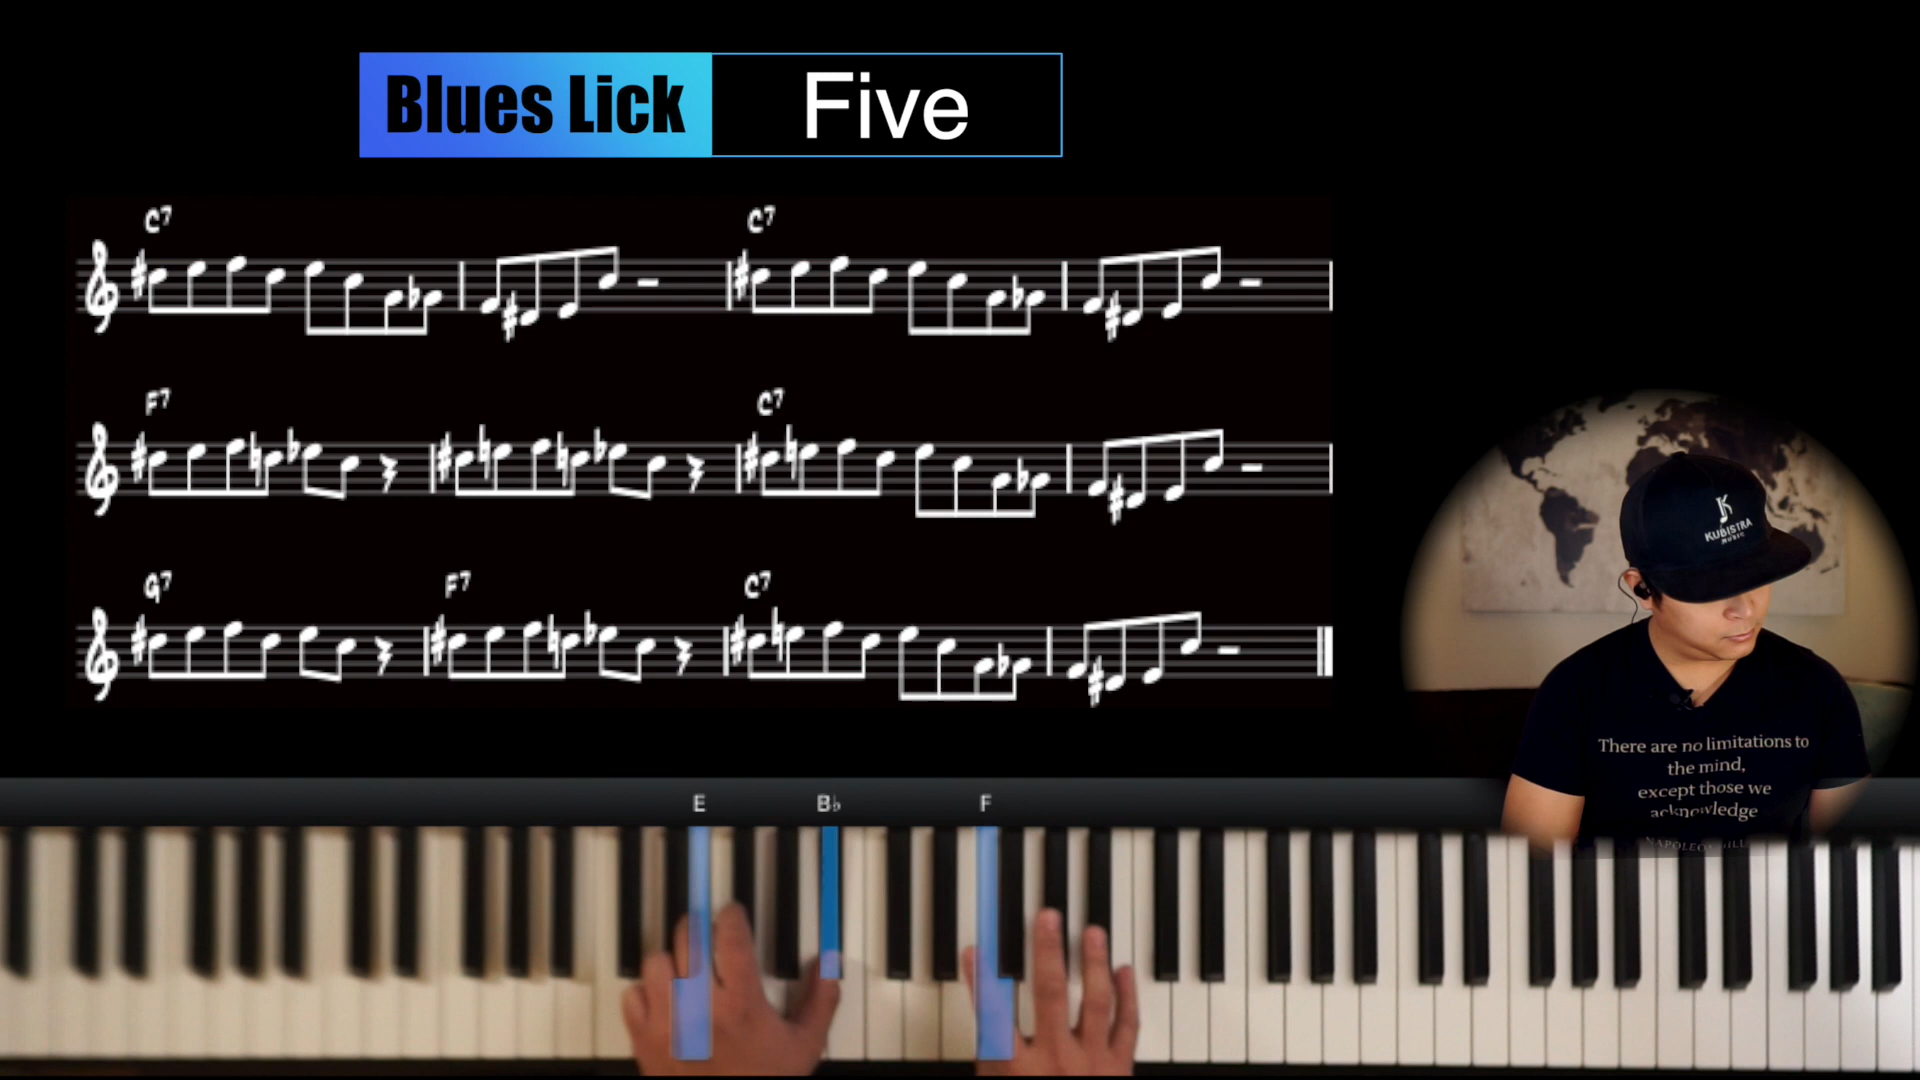 Blues Lick Five
C7 C7
F7 C7
G7 F7 C7
KUBISTRA
MUSIC
There are no limitations to
the mind,
except those we
acknowledge
E B♭ F